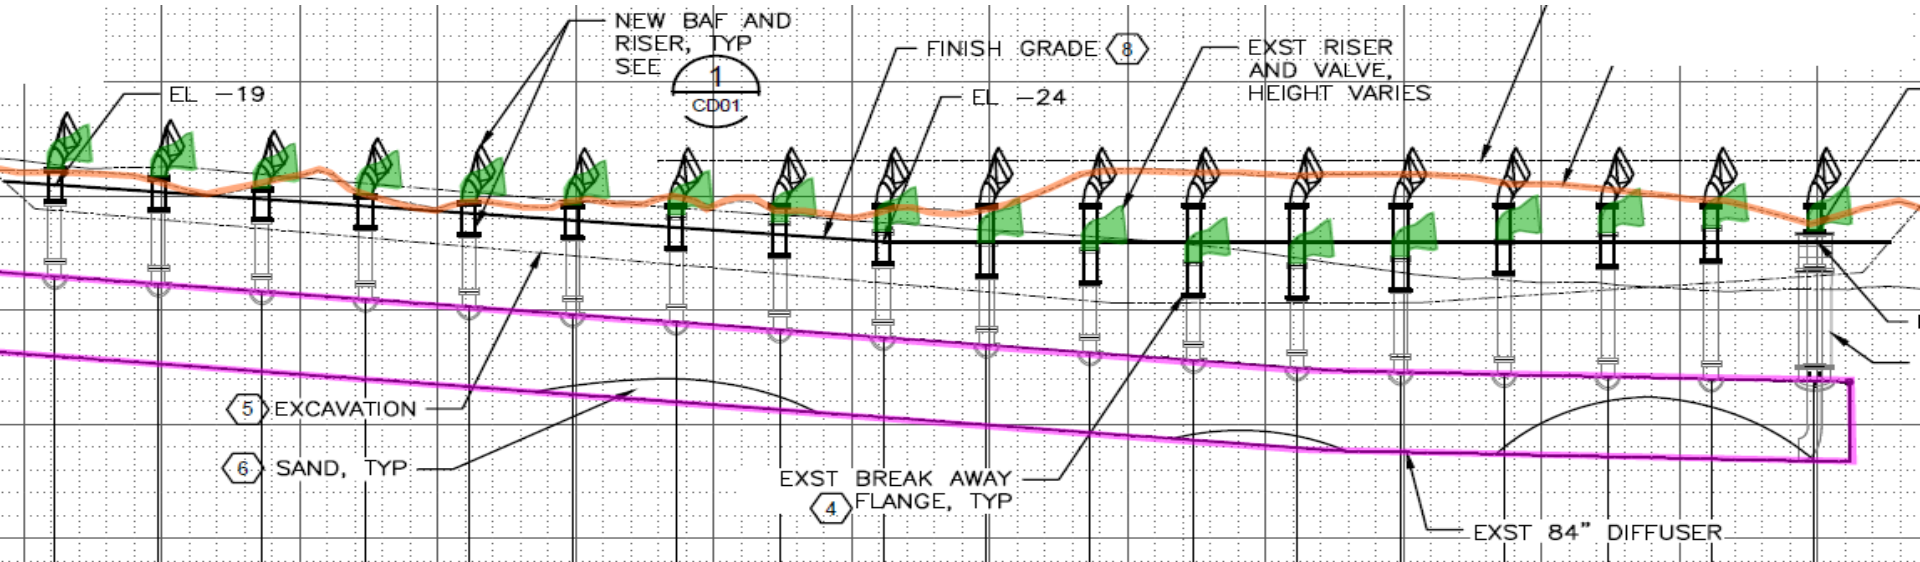 NEW BAF AND
RISER, TYP
SEE
1
CD01
FINISH GRADE 8
EXST RISER
AND VALVE,
HEIGHT VARIES
EL -19
EL -24
5 EXCAVATION
6 SAND, TYP
EXST BREAK AWAY
4 FLANGE, TYP
EXST 84" DIFFUSER